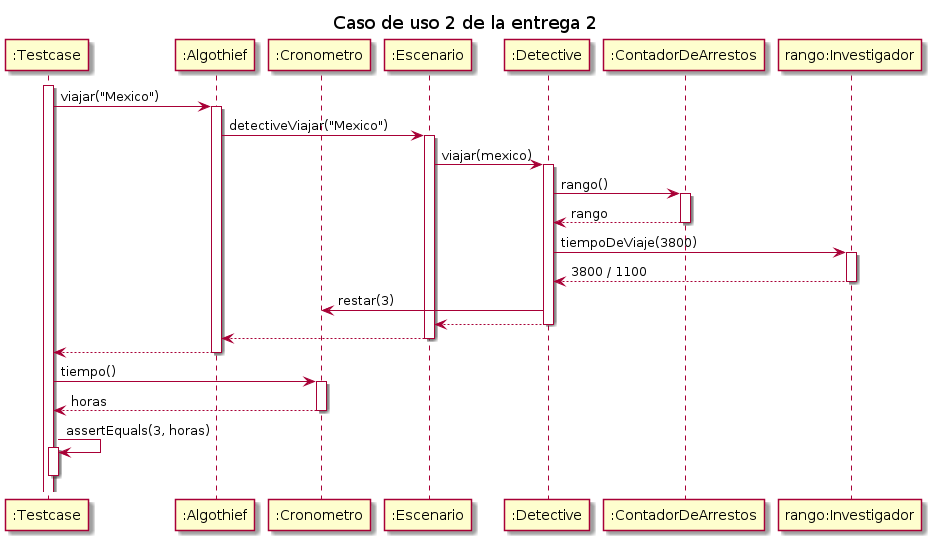 Caso de uso 2 de la entrega 2
:Testcase
:Algothief
:Cronometro
:Escenario
:Detective
:ContadorDeArrestos
rango:Investigador
viajar("Mexico")
detectiveViajar("Mexico")
viajar(mexico)
rango()
rango
tiempoDeViaje(3800)
3800 / 1100
restar(3)
tiempo()
horas
assertEquals(3, horas)
:Testcase
:Algothief
:Cronometro
:Escenario
:Detective
:ContadorDeArrestos
rango:Investigador